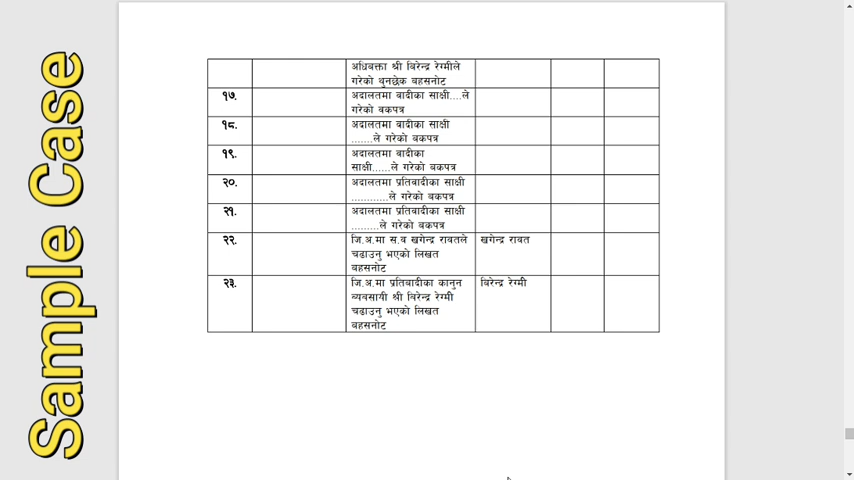 Sample Case
अधिवक्ता श्री बिरेन्द्र रेग्मीले
गरेको थुनछेक बहसनोट
१७.
अदालतमा वादीका साक्षी....ले
गरेको बकपत्र
१८.
अदालतमा वादीका साक्षी
.......ले गरेको बकपत्र
१९.
अदालतमा वादीका
साक्षी......ले गरेको बकपत्र
२०.
अदालतमा प्रतिवादीका साक्षी
............ले गरेको बकपत्र
२१.
अदालतमा प्रतिवादीका साक्षी
.........ले गरेको बकपत्र
२२.
जि.अ.मा स.व खगेन्द्र रावतले
चढाउनु भएको लिखत
बहसनोट
खगेन्द्र रावत
२३.
जि.अ.मा प्रतिवादीका कानुन
व्यवसायी श्री बिरेन्द्र रेग्मी
चढाउनु भएको लिखत
बहसनोट
बिरेन्द्र रेग्मी